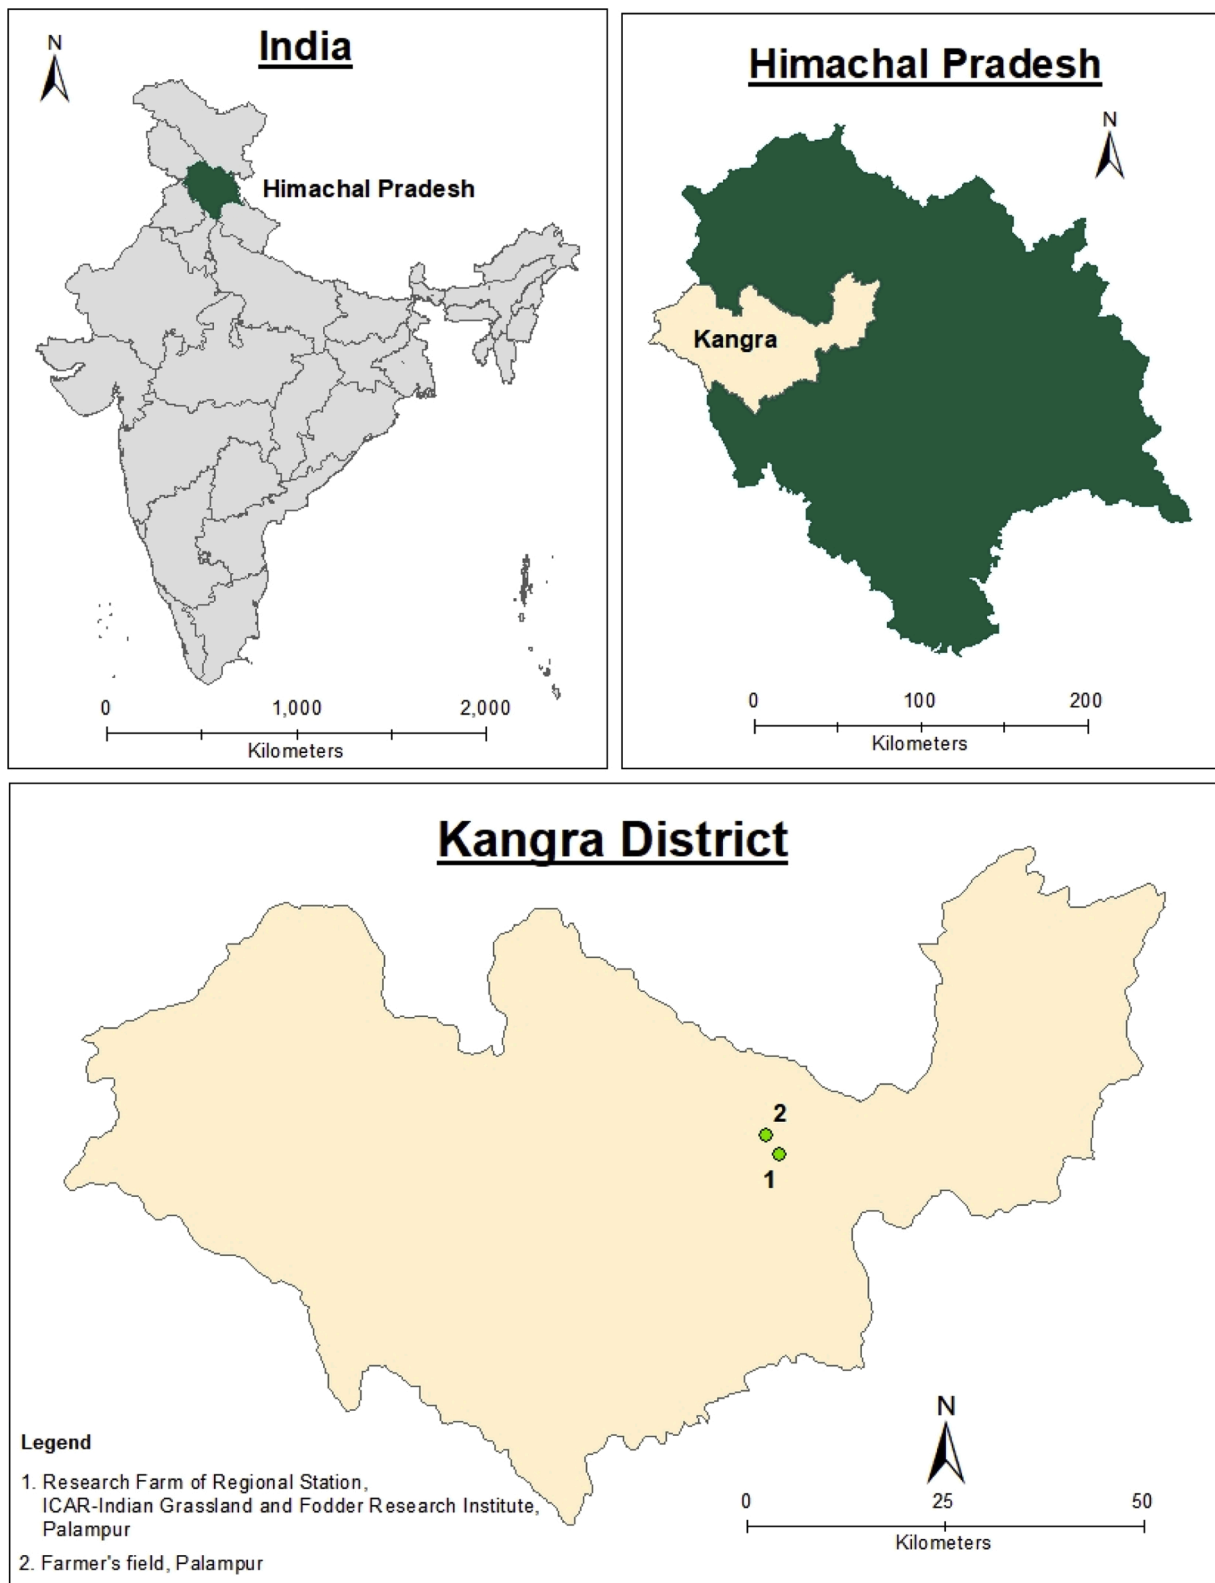 India
N
Himachal Pradesh
0 1,000 2,000
Kilometers
Himachal Pradesh
N
Kangra
0 100 200
Kilometers
Kangra District
2
1
Legend
1. Research Farm of Regional Station,
ICAR-Indian Grassland and Fodder Research Institute,
Palampur
2. Farmer's field, Palampur
N
0 25 50
Kilometers